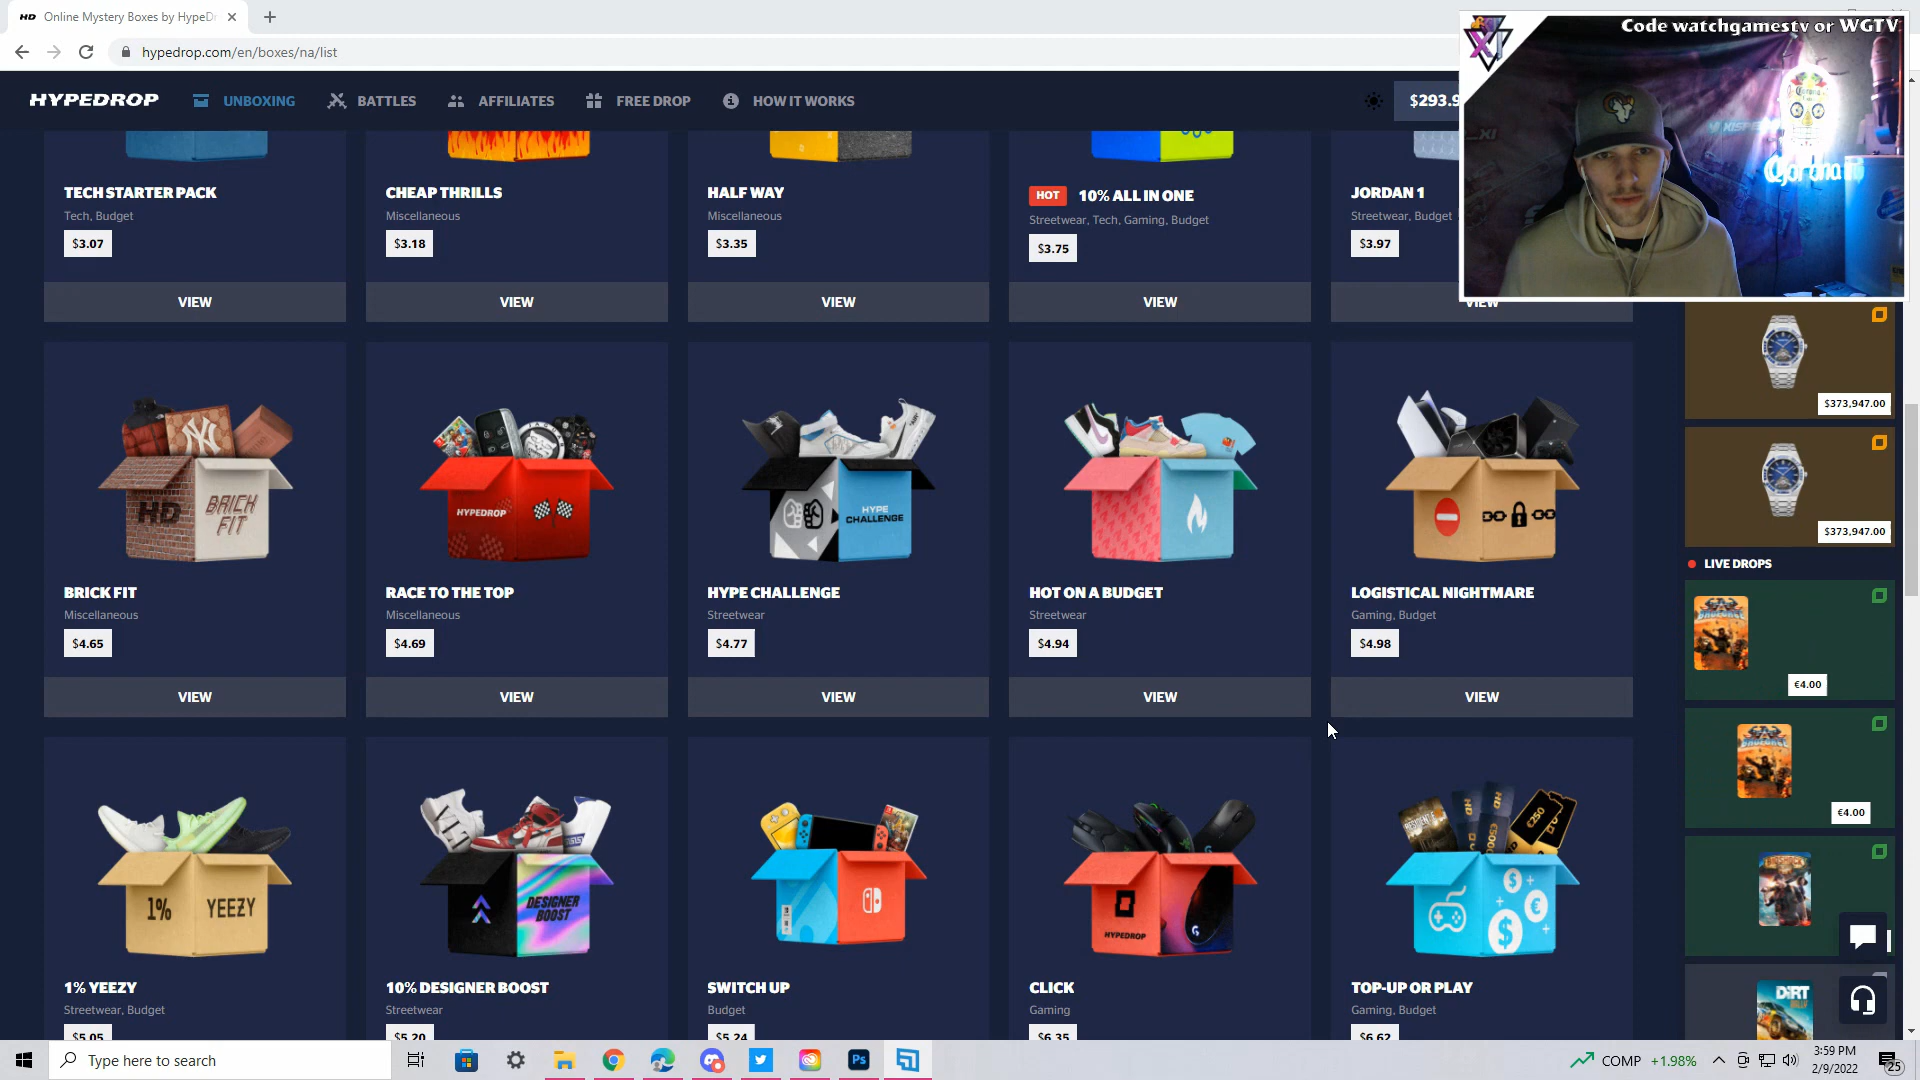 HD Online Mystery Boxes by HypeDr
hypedrop.com/en/boxes/na/list
Code watchgamestv or WGTV
XI
HYPEDROP UNBOXING BATTLES AFFILIATES FREE DROP HOW IT WORKS $293.9
Corona
TECH STARTER PACK
Tech, Budget
$3.07
VIEW
CHEAP THRILLS
Miscellaneous
$3.18
VIEW
HALF WAY
Miscellaneous
$3.35
VIEW
HOT 10% ALL IN ONE
Streetwear, Tech, Gaming, Budget
$3.75
VIEW
JORDAN 1
Streetwear, Budget
$3.97
VIEW
$373,947.00
$373,947.00
LIVE DROPS
€4.00
€4.00
HD BRICK FIT
BRICK FIT
Miscellaneous
$4.65
VIEW
HYPEDROP
RACE TO THE TOP
Miscellaneous
$4.69
VIEW
HYPE CHALLENGE
HYPE CHALLENGE
Streetwear
$4.77
VIEW
HOT ON A BUDGET
Streetwear
$4.94
VIEW
LOGISTICAL NIGHTMARE
Gaming, Budget
$4.98
VIEW
1% YEEZY
1% YEEZY
Streetwear, Budget
$5.05
DESIGNER BOOST
10% DESIGNER BOOST
Streetwear
$5.20
SWITCH UP
Budget
$5.24
HYPEDROP
CLICK
Gaming
$6.35
€250
TOP-UP OR PLAY
Gaming, Budget
$6.62
DiRT
Type here to search
Ps
COMP +1.98%
3:59 PM
2/9/2022
25